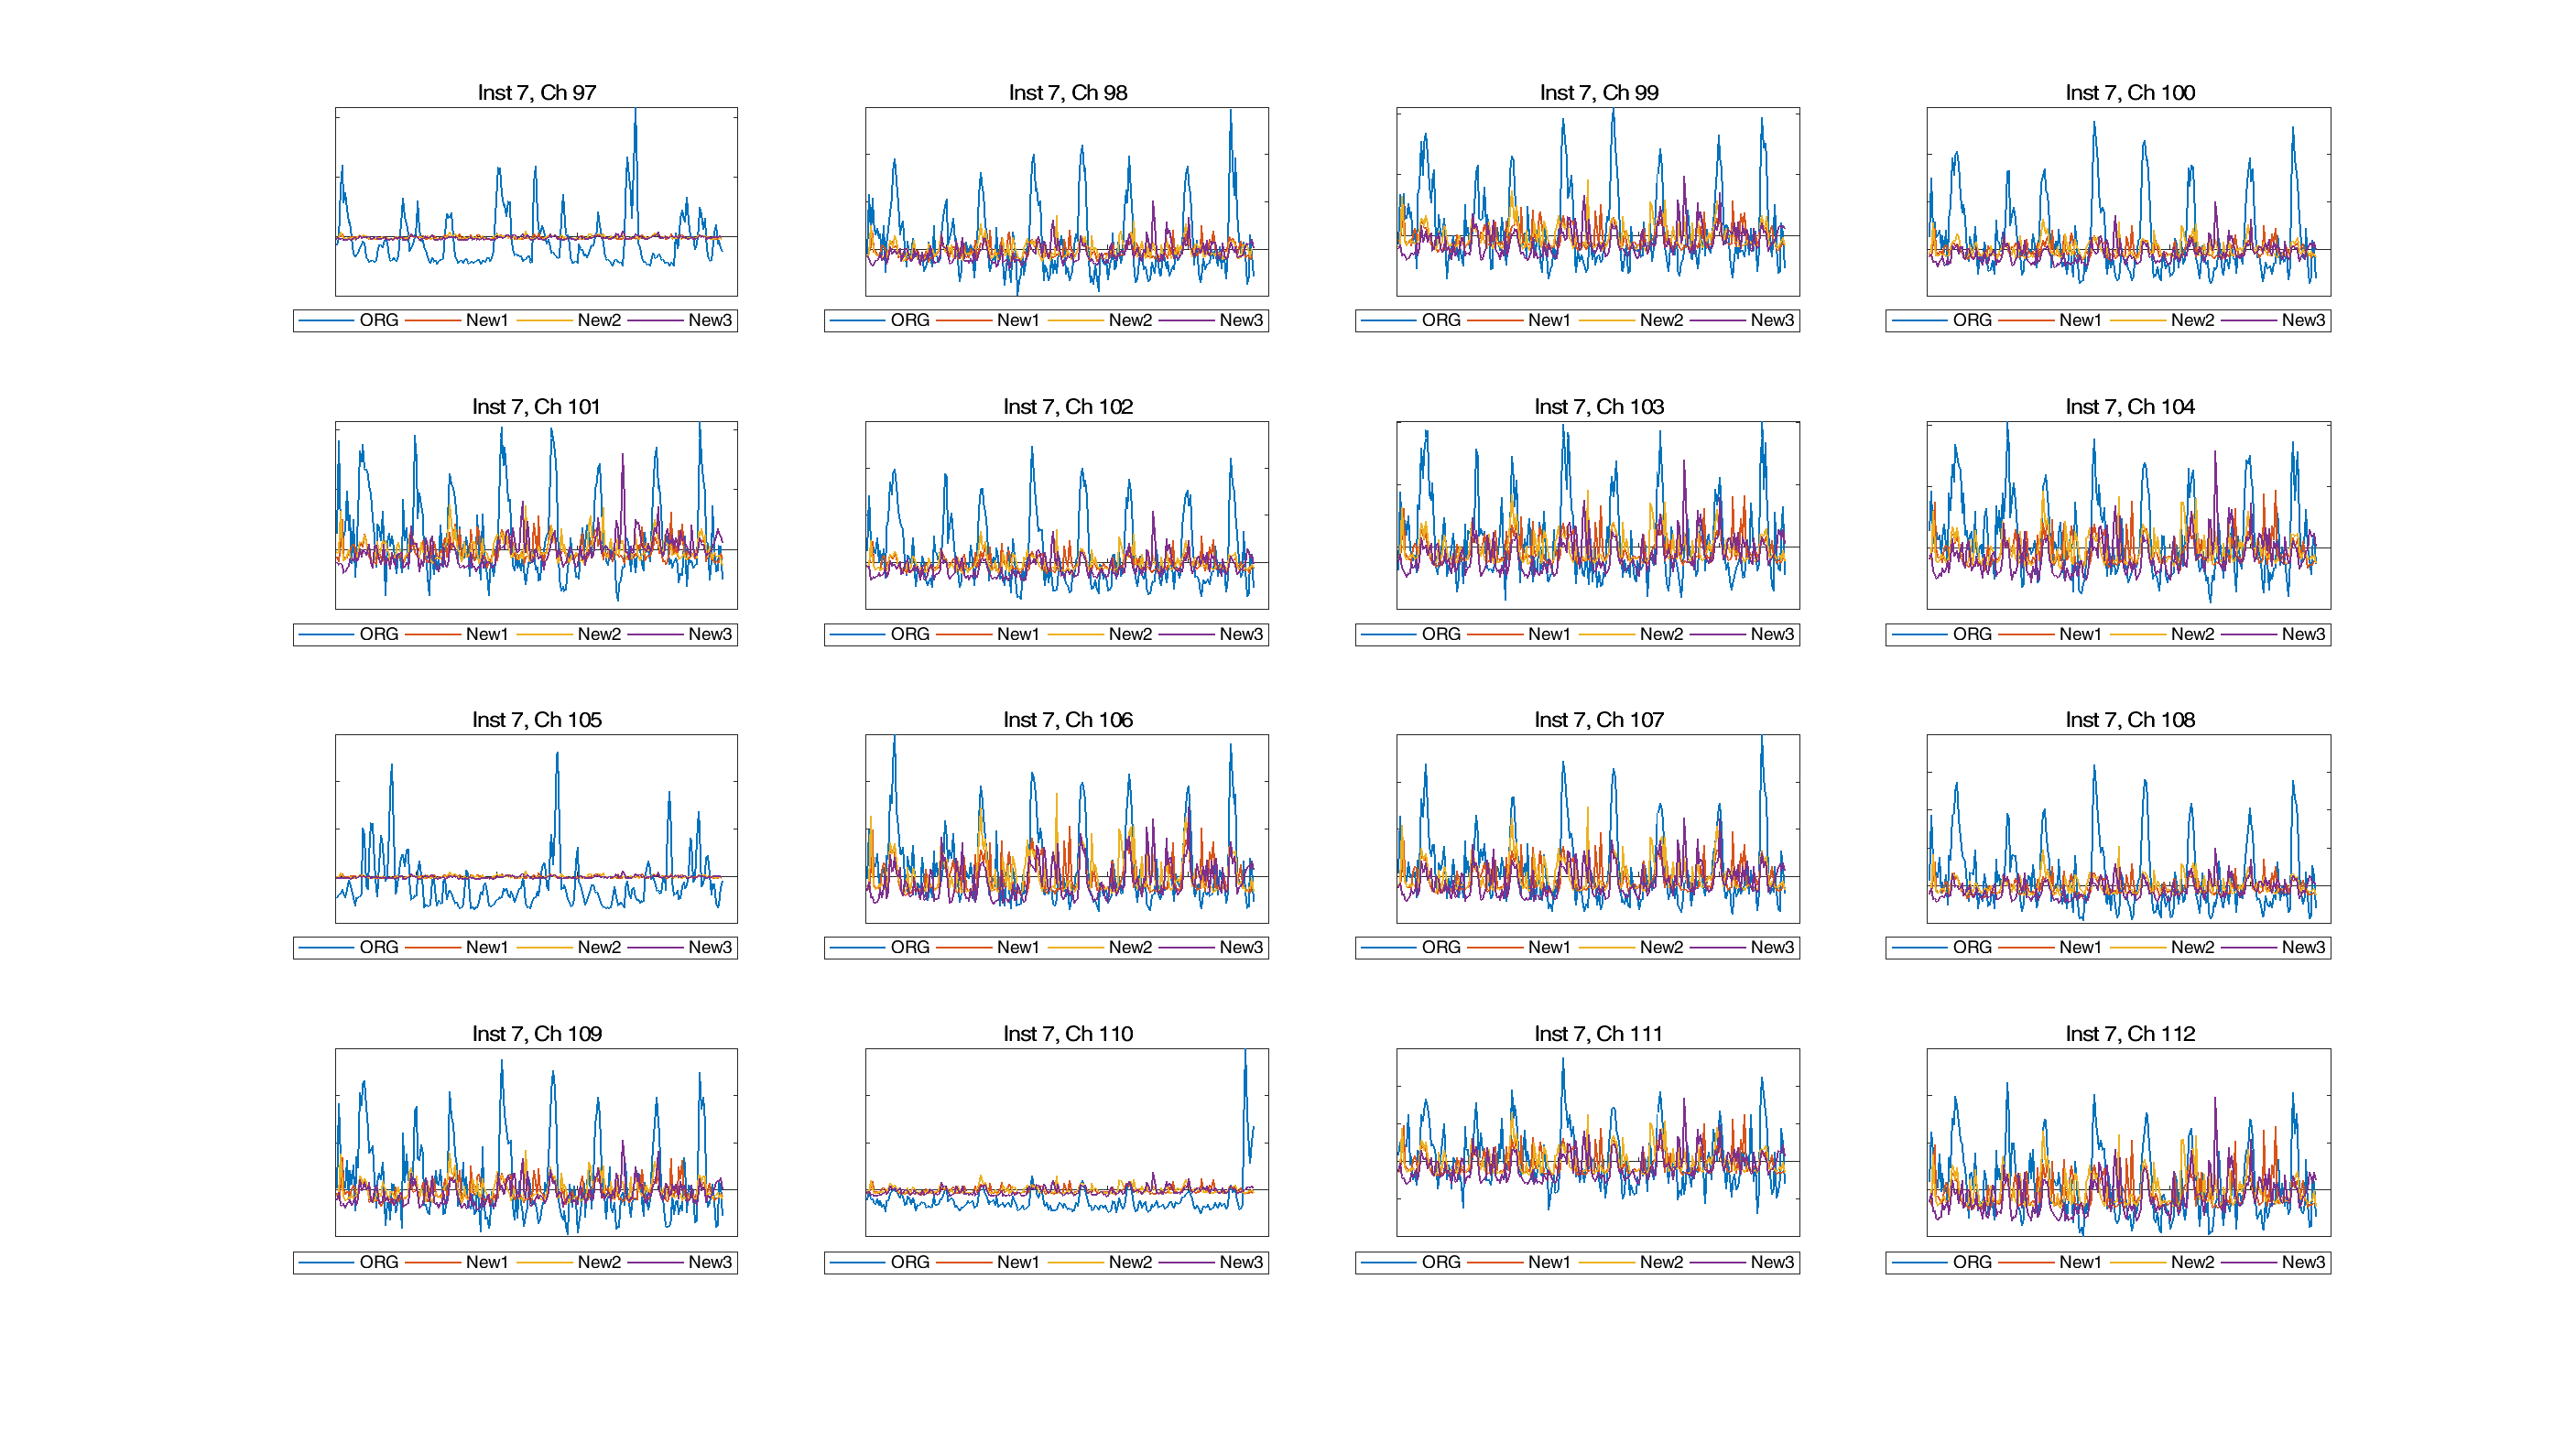 Inst 7, Ch 97
Inst 7, Ch 98
Inst 7, Ch 99
Inst 7, Ch 100
ORG New1 New2 New3
ORG New1 New2 New3
ORG New1 New2 New3
ORG New1 New2 New3
Inst 7, Ch 101
Inst 7, Ch 102
Inst 7, Ch 103
Inst 7, Ch 104
ORG New1 New2 New3
ORG New1 New2 New3
ORG New1 New2 New3
ORG New1 New2 New3
Inst 7, Ch 105
Inst 7, Ch 106
Inst 7, Ch 107
Inst 7, Ch 108
ORG New1 New2 New3
ORG New1 New2 New3
ORG New1 New2 New3
ORG New1 New2 New3
Inst 7, Ch 109
Inst 7, Ch 110
Inst 7, Ch 111
Inst 7, Ch 112
ORG New1 New2 New3
ORG New1 New2 New3
ORG New1 New2 New3
ORG New1 New2 New3